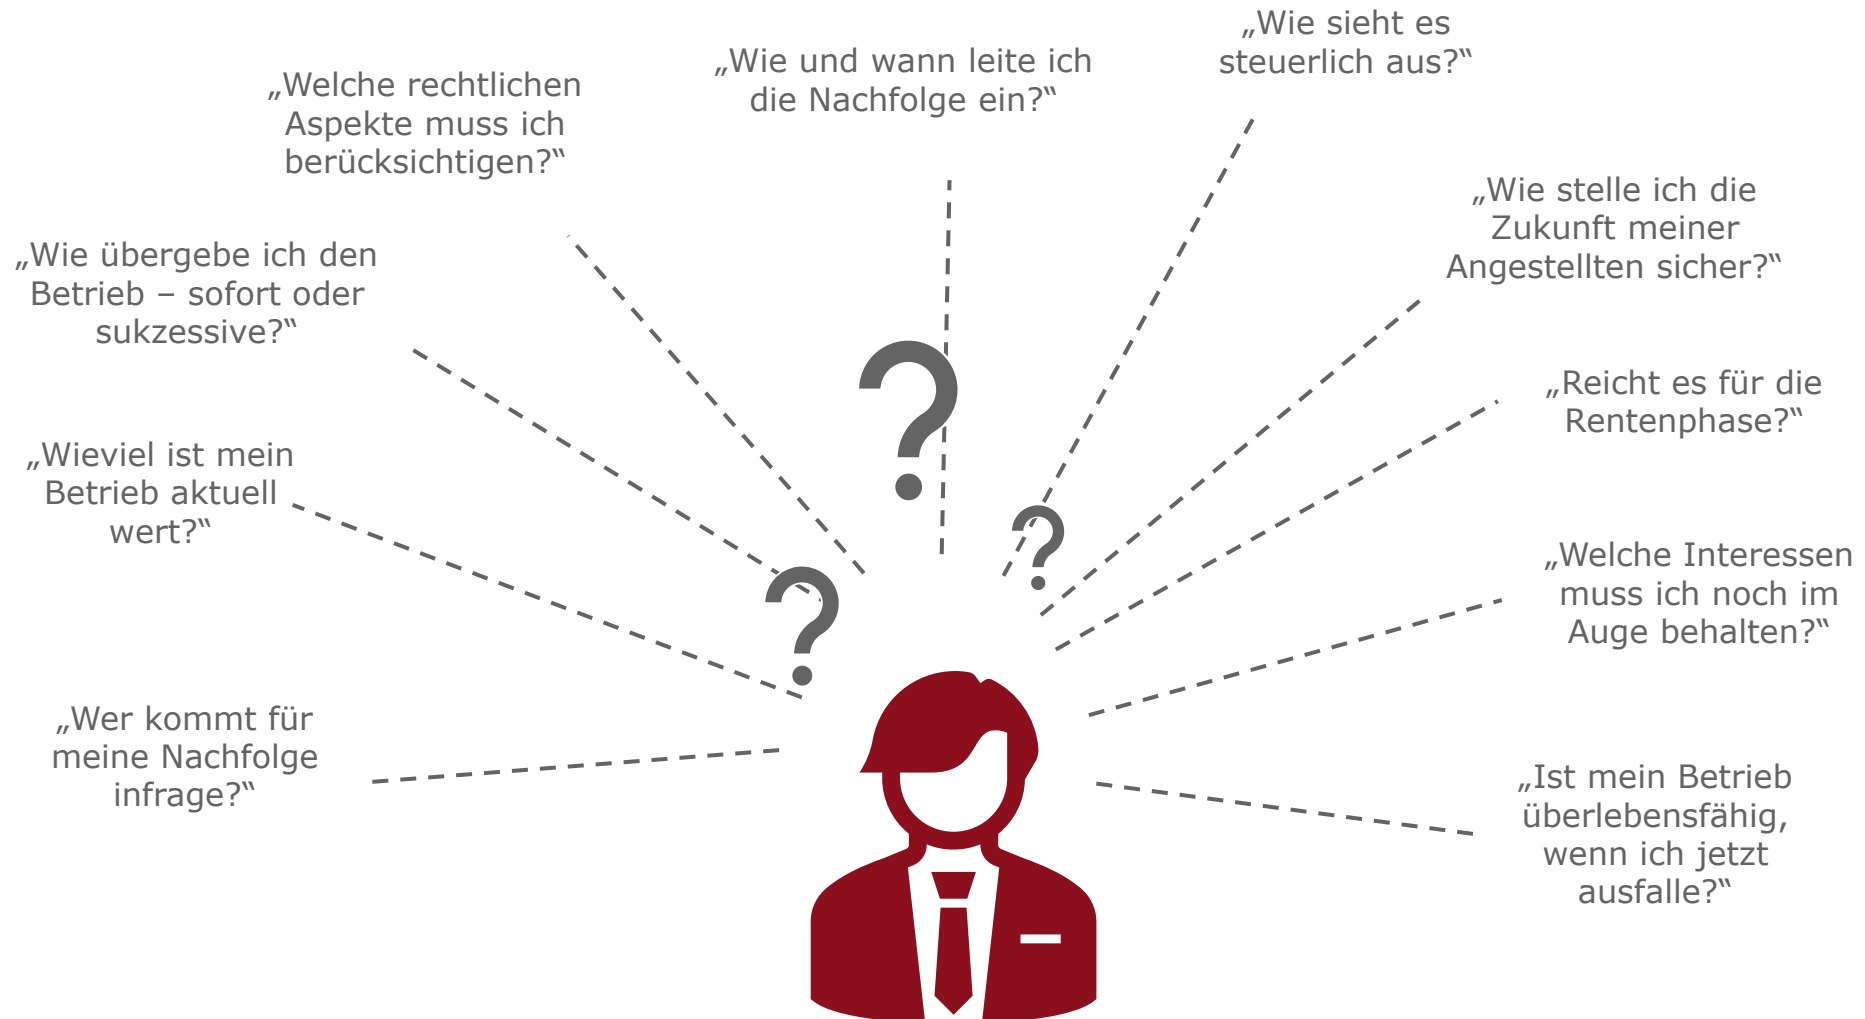 „Wie sieht es
steuerlich aus?“
„Wie und wann leite ich
die Nachfolge ein?“
„Welche rechtlichen
Aspekte muss ich
berücksichtigen?“
„Wie stelle ich die
Zukunft meiner
Angestellten sicher?“
„Wie übergebe ich den
Betrieb – sofort oder
sukzessive?“
„Reicht es für die
Rentenphase?“
„Wieviel ist mein
Betrieb aktuell
wert?“
„Welche Interessen
muss ich noch im
Auge behalten?“
„Wer kommt für
meine Nachfolge
infrage?“
„Ist mein Betrieb
überlebensfähig,
wenn ich jetzt
ausfalle?“
?
?
?